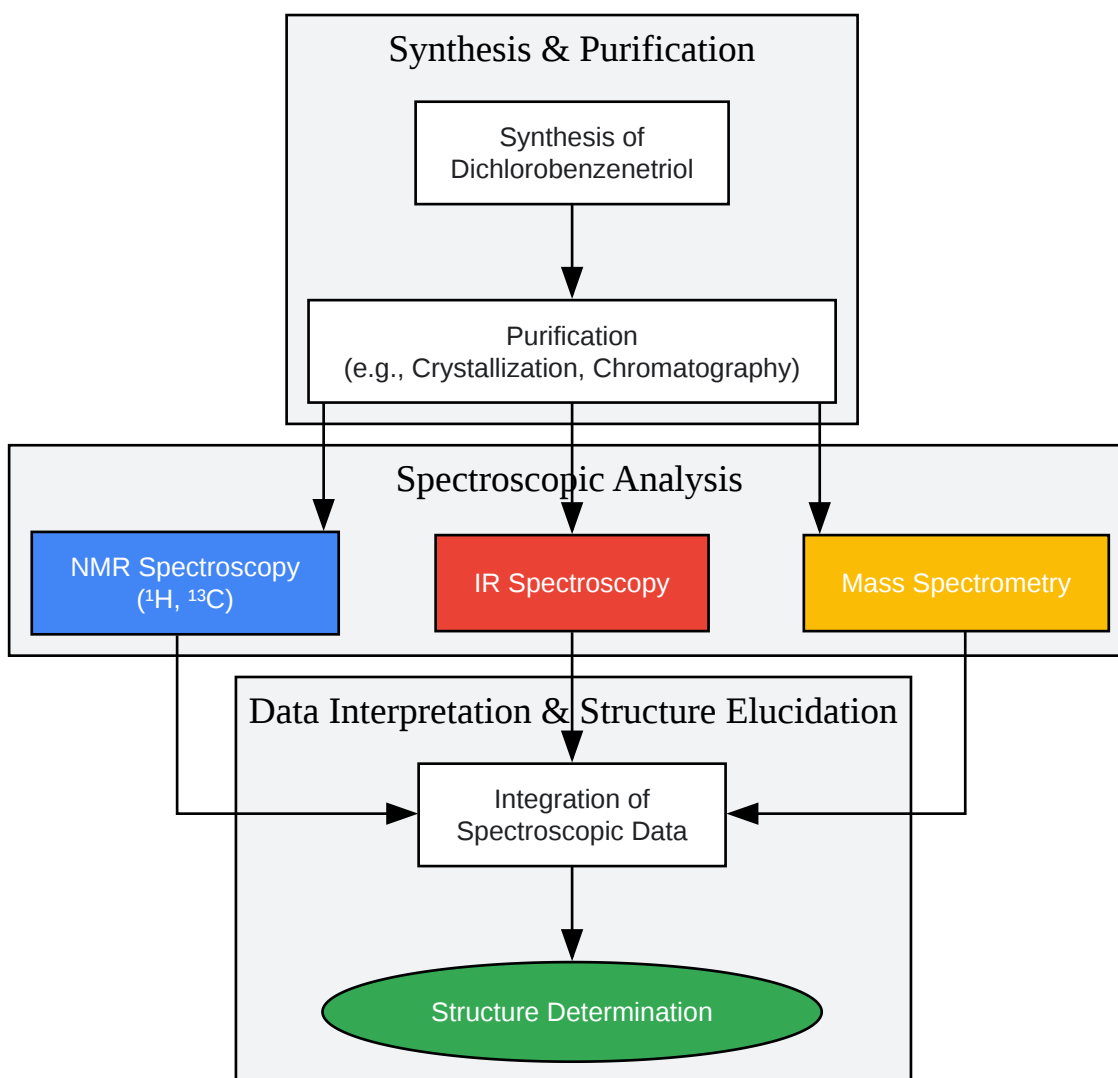 Synthesis & Purification
Synthesis of
Dichlorobenzenetriol
Purification
(e.g., Crystallization, Chromatography)
Spectroscopic Analysis
NMR Spectroscopy
(¹H, ¹³C)
IR Spectroscopy
Mass Spectrometry
Data Interpretation & Structure Elucidation
Integration of
Spectroscopic Data
Structure Determination